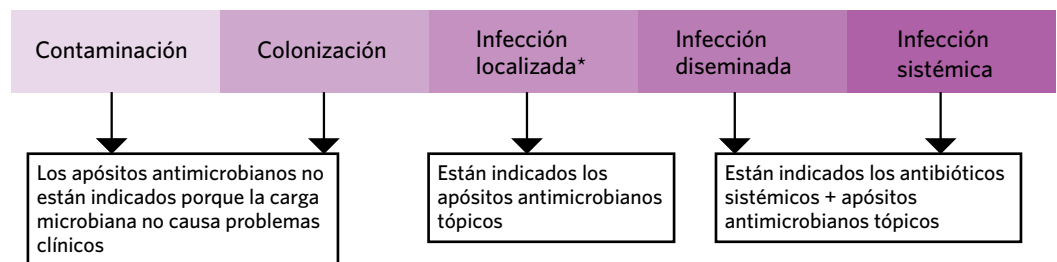 Contaminación
Colonización
Infección
localizada*
Infección
diseminada
Infección
sistémica
Los apósitos antimicrobianos no
están indicados porque la carga
microbiana no causa problemas
clínicos
Están indicados los
apósitos antimicrobianos
tópicos
Están indicados los antibióticos
sistémicos + apósitos
antimicrobianos tópicos